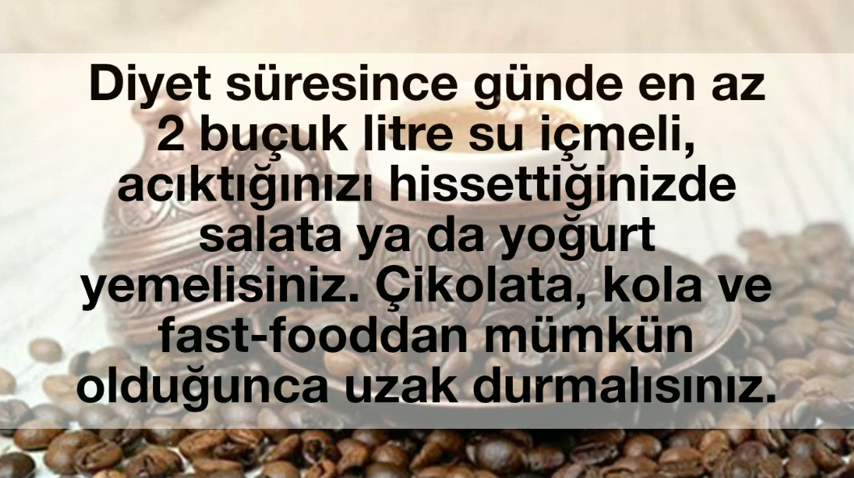 Diyet süresince günde en az
2 buçuk litre su içmeli,
acıktığınızı hissettiğinizde
salata ya da yoğurt
yemelisiniz. Çikolata, kola ve
fast-fooddan mümkün
olduğunca uzak durmalısınız.